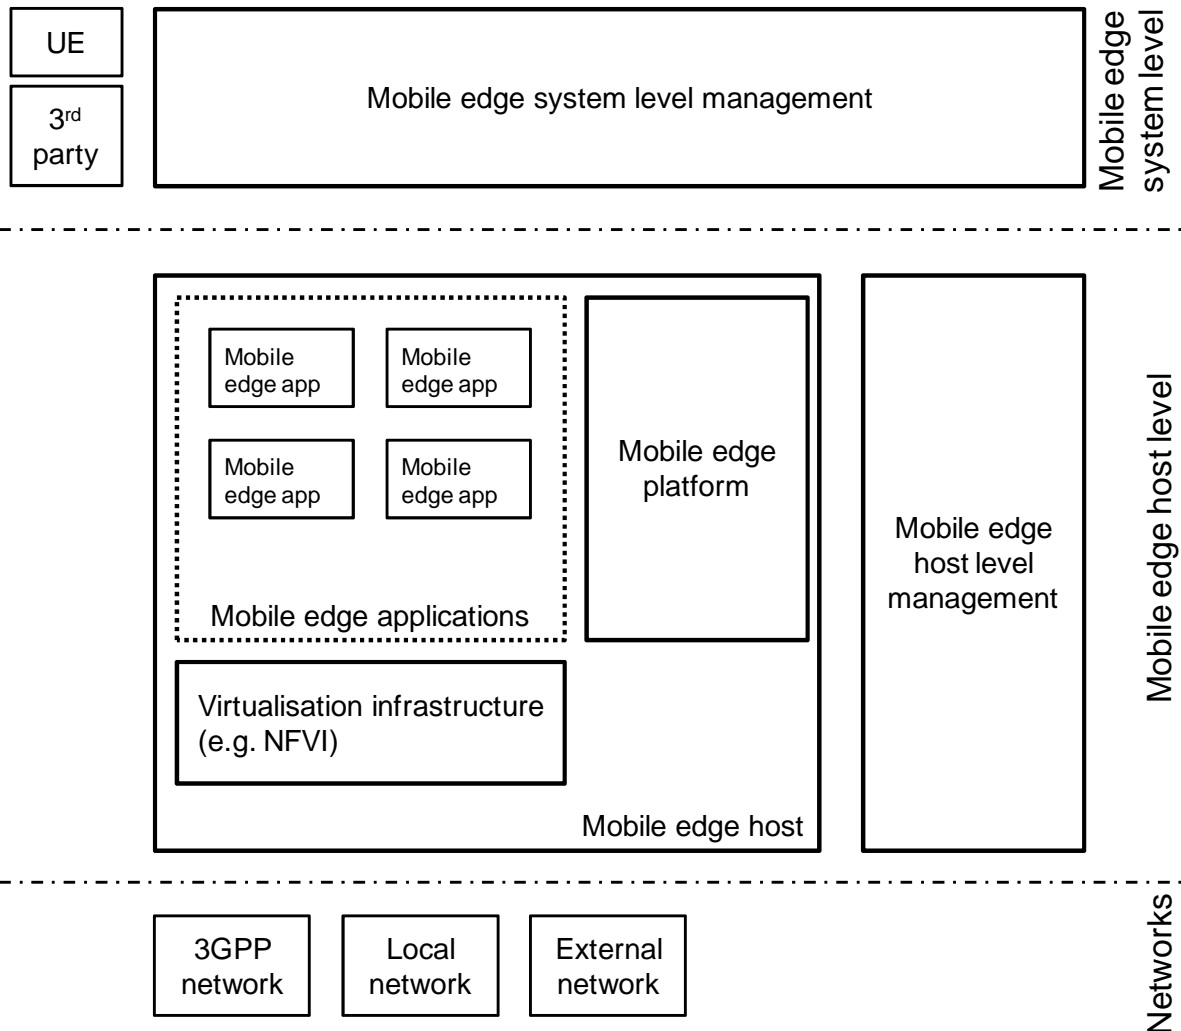 UE
3rd
party
Mobile edge system level management
Mobile edge
system level
Mobile
edge app
Mobile
edge app
Mobile
edge app
Mobile
edge app
Mobile edge applications
Mobile edge
platform
Virtualisation infrastructure
(e.g. NFVI)
Mobile edge host
Mobile edge
host level
management
Mobile edge host level
3GPP
network
Local
network
External
network
Networks